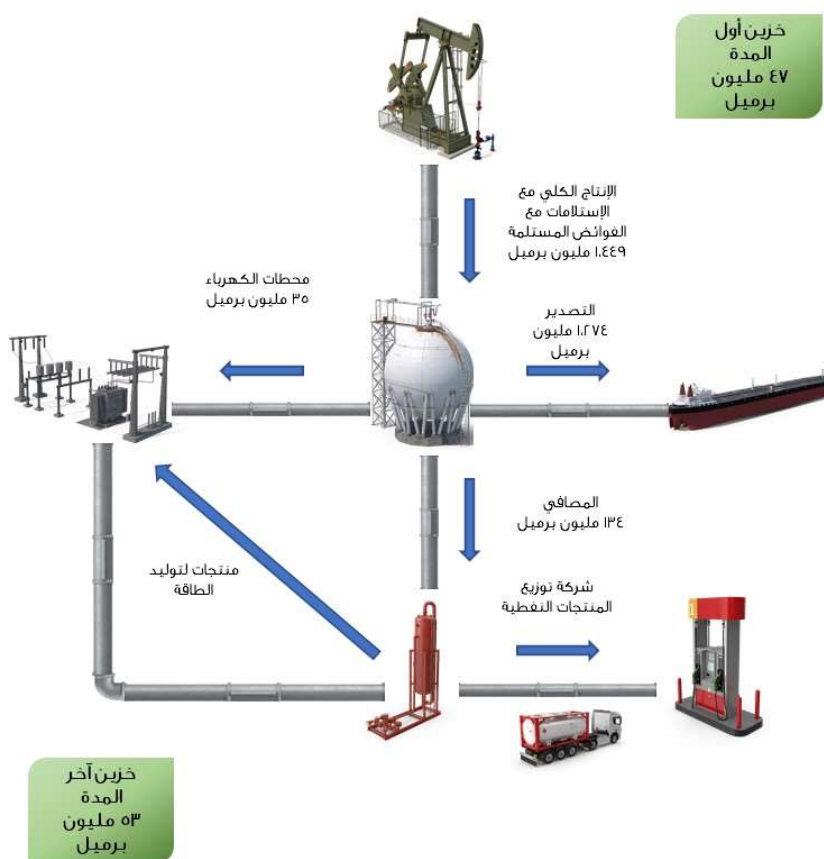 خزين أول
المدة
٤٧ مليون
برميل
الإنتاج الكلي مع
الإستلامات مع
الفوائض المستلمة
١،٤٤٩ مليون برميل
محطات الكهرباء
٣٥ مليون برميل
التصدير
١،٢٧٤ مليون
برميل
المصافي
١٣٤ مليون برميل
منتجات لتوليد
الطاقة
شركة توزيع
المنتجات النفطية
خزين آخر
المدة
٥٣ مليون
برميل